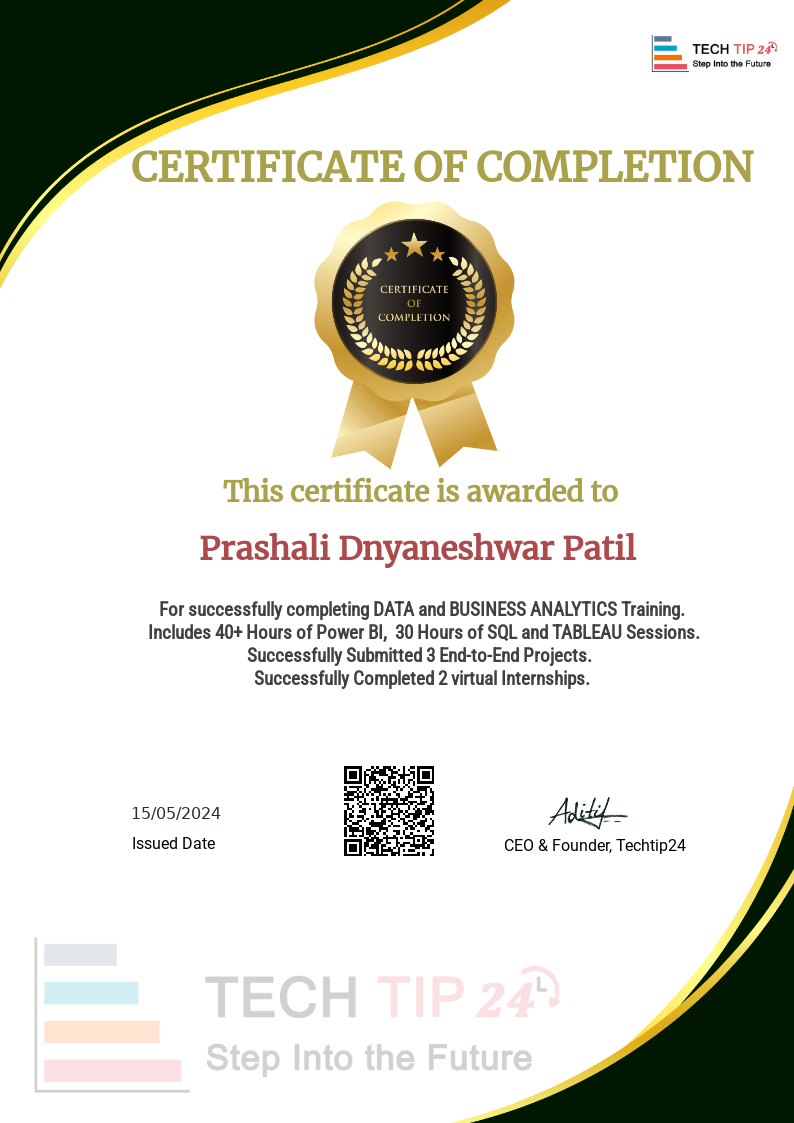 TECH TIP 24
Step Into the Future
CERTIFICATE OF COMPLETION
CERTIFICATE
OF
COMPLETION
This certificate is awarded to
Prashali Dnyaneshwar Patil
For successfully completing DATA and BUSINESS ANALYTICS Training.
Includes 40+ Hours of Power BI,  30 Hours of SQL and TABLEAU Sessions.
Successfully Submitted 3 End-to-End Projects.
Successfully Completed 2 virtual Internships.
15/05/2024
Issued Date
Aditif
CEO & Founder, Techtip24
TECH TIP 24
Step Into the Future